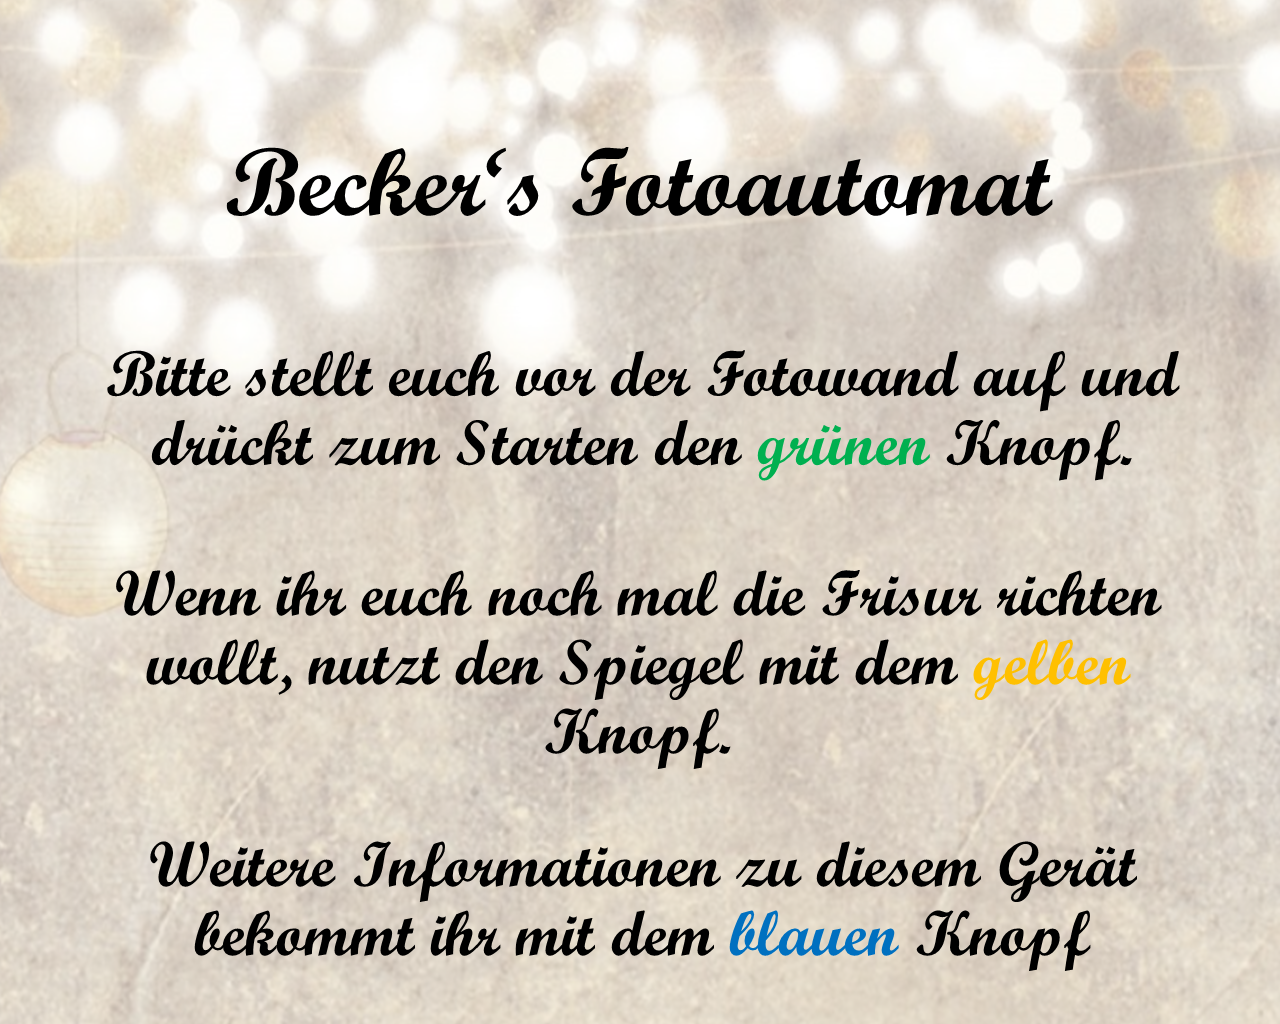 Becker‘s Fotoautomat
Bitte stellt euch vor der Fotowand auf und
drückt zum Starten den grünen Knopf.
Wenn ihr euch noch mal die Frisur richten
wollt, nutzt den Spiegel mit dem gelben
Knopf.
Weitere Informationen zu diesem Gerät
bekommt ihr mit dem blauen Knopf